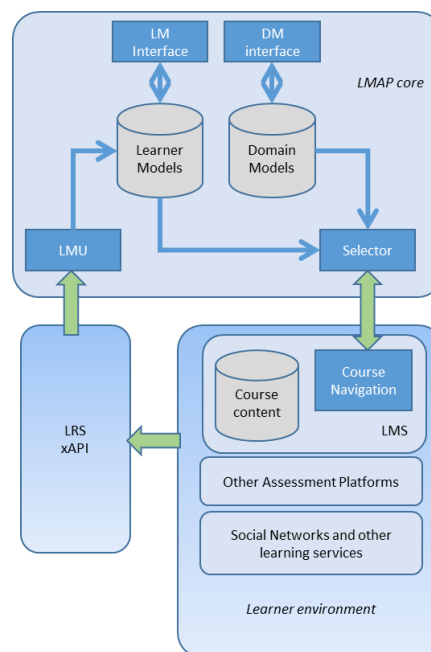 LM
Interface
DM
interface
LMAP core
Learner
Models
Domain
Models
LMU
Selector
LRS
xAPI
Course
content
Course
Navigation
LMS
Other Assessment Platforms
Social Networks and other
learning services
Learner environment